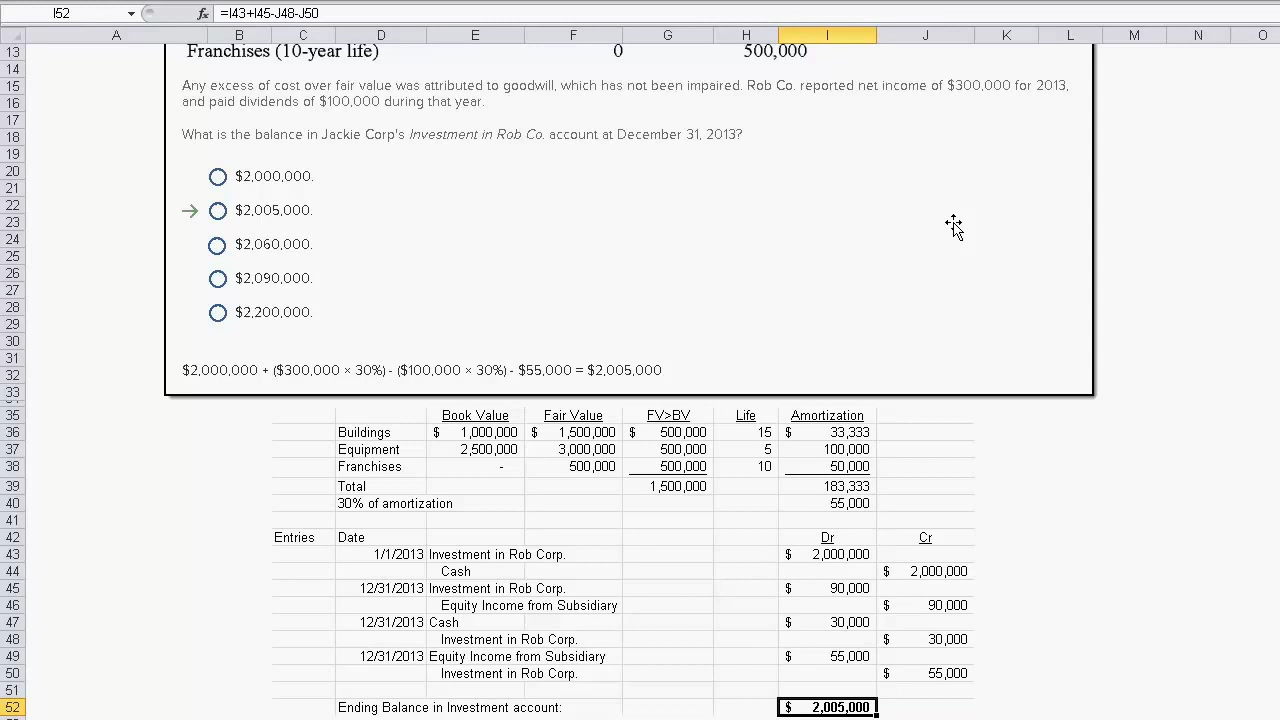 I52 fx =I43+I45-J48-J50
A B C D E F G H I J K L M N O
13 Franchises (10-year life) 0 500,000
14
15 Any excess of cost over fair value was attributed to goodwill, which has not been impaired. Rob Co. reported net income of $300,000 for 2013,
16 and paid dividends of $100,000 during that year.
17
18 What is the balance in Jackie Corp's Investment in Rob Co. account at December 31, 2013?
19
20 $2,000,000.
21
22 → $2,005,000.
23
24 $2,060,000.
25
26 $2,090,000.
27
28 $2,200,000.
29
30
31
32 $2,000,000 + ($300,000 × 30%) - ($100,000 × 30%) - $55,000 = $2,005,000
33
35 Book Value Fair Value FV>BV Life Amortization
36 Buildings $ 1,000,000 $ 1,500,000 $ 500,000 15 $ 33,333
37 Equipment 2,500,000 3,000,000 500,000 5 100,000
38 Franchises - 500,000 500,000 10 50,000
39 Total 1,500,000 183,333
40 30% of amortization 55,000
41
42 Entries Date Dr Cr
43 1/1/2013 Investment in Rob Corp. $ 2,000,000
44 Cash $ 2,000,000
45 12/31/2013 Investment in Rob Corp. $ 90,000
46 Equity Income from Subsidiary $ 90,000
47 12/31/2013 Cash $ 30,000
48 Investment in Rob Corp. $ 30,000
49 12/31/2013 Equity Income from Subsidiary $ 55,000
50 Investment in Rob Corp. $ 55,000
51
52 Ending Balance in Investment account: $ 2,005,000